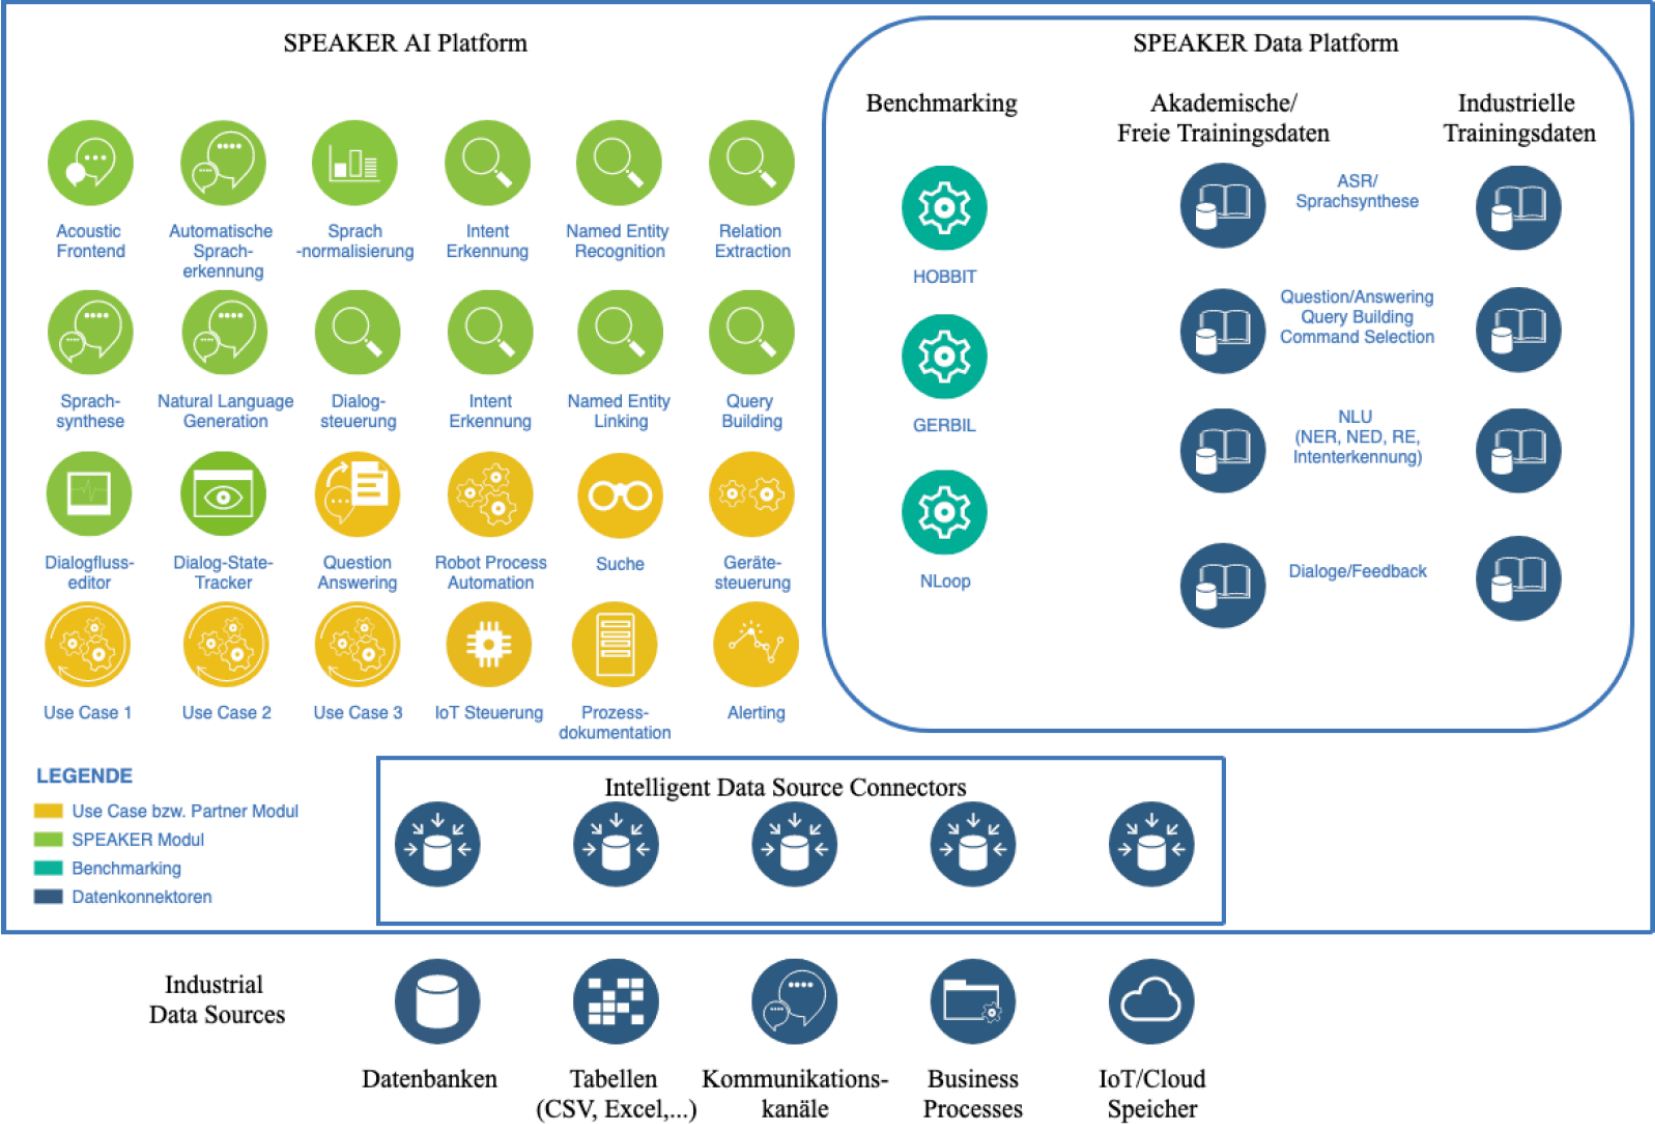 SPEAKER AI Platform
SPEAKER Data Platform
Benchmarking
Akademische/
Freie Trainingsdaten
Industrielle
Trainingsdaten
Acoustic
Frontend
Automatische
Sprach-
erkennung
Sprach
-normalisierung
Intent
Erkennung
Named Entity
Recognition
Relation
Extraction
Sprach-
synthese
Natural Language
Generation
Dialog-
steuerung
Intent
Erkennung
Named Entity
Linking
Query
Building
Dialogfluss-
editor
Dialog-State-
Tracker
Question
Answering
Robot Process
Automation
Suche
Geräte-
steuerung
Use Case 1
Use Case 2
Use Case 3
IoT Steuerung
Prozess-
dokumentation
Alerting
HOBBIT
GERBIL
NLoop
ASR/
Sprachsynthese
Question/Answering
Query Building
Command Selection
NLU
(NER, NED, RE,
Intenterkennung)
Dialoge/Feedback
LEGENDE
Use Case bzw. Partner Modul
SPEAKER Modul
Benchmarking
Datenkonnektoren
Intelligent Data Source Connectors
Industrial
Data Sources
Datenbanken
Tabellen
(CSV, Excel,...)
Kommunikations-
kanäle
Business
Processes
IoT/Cloud
Speicher